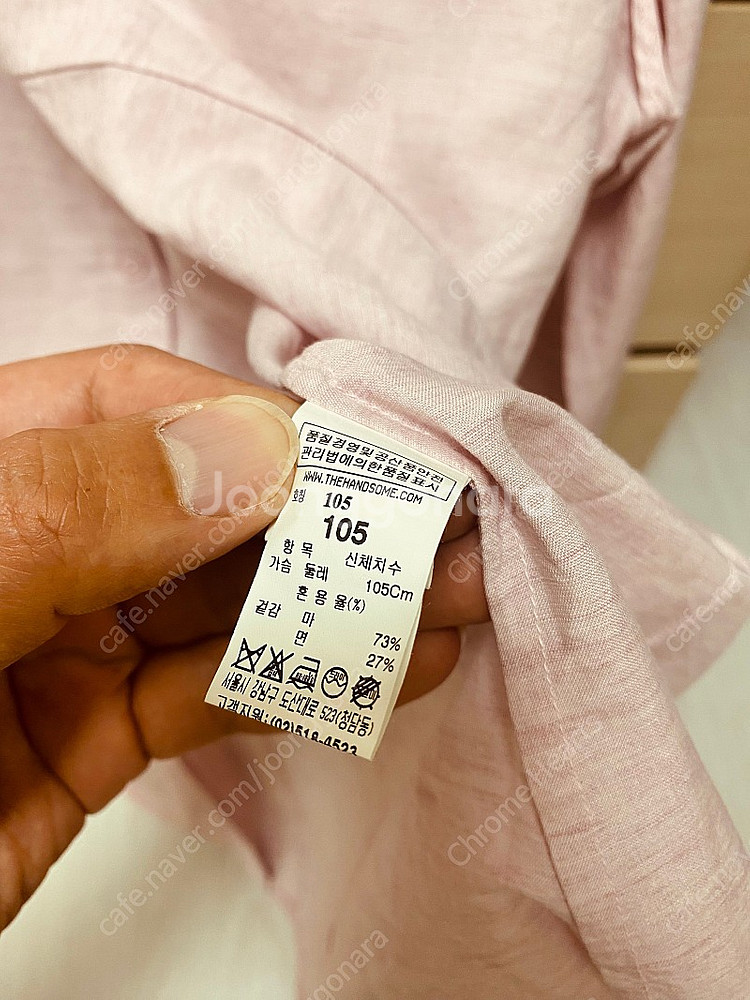 품질경영및공산품안전
관리법에의한품질표시
WWW.THEHANDSOME.COM
호칭 105
105
항 목 신체치수
가슴 둘레 105Cm
혼 용 율(%)
겉감 마 73%
면 27%
서울시 강남구 도산대로 523(청담동)
고객지원:(02)518-4523
Joonggonara
cafe.naver.com/joonggonara
Chrome.Hearts